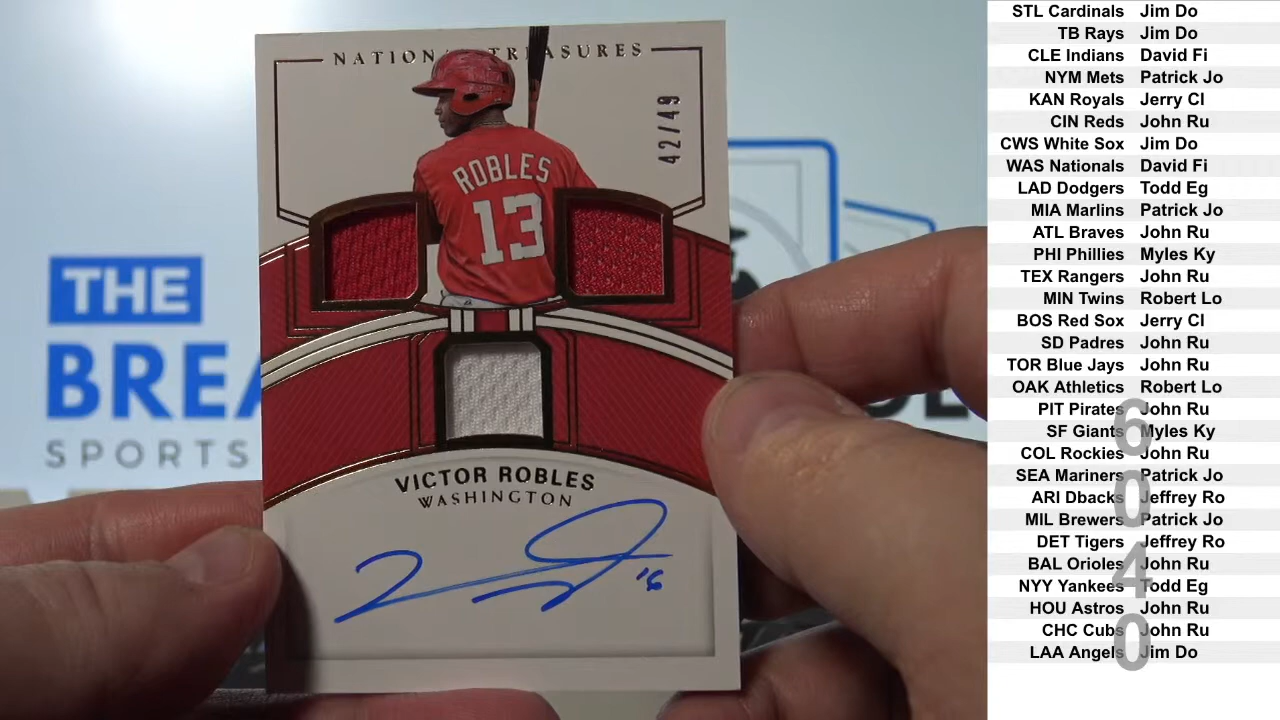 NATIONAL TREASURES
42/49
ROBLES
13
VICTOR ROBLES
WASHINGTON
'16
THE
BREA
SPORTS
STL Cardinals Jim Do
TB Rays Jim Do
CLE Indians David Fi
NYM Mets Patrick Jo
KAN Royals Jerry Cl
CIN Reds John Ru
CWS White Sox Jim Do
WAS Nationals David Fi
LAD Dodgers Todd Eg
MIA Marlins Patrick Jo
ATL Braves John Ru
PHI Phillies Myles Ky
TEX Rangers John Ru
MIN Twins Robert Lo
BOS Red Sox Jerry Cl
SD Padres John Ru
TOR Blue Jays John Ru
OAK Athletics Robert Lo
PIT Pirates John Ru
SF Giants Myles Ky
COL Rockies John Ru
SEA Mariners Patrick Jo
ARI Dbacks Jeffrey Ro
MIL Brewers Patrick Jo
DET Tigers Jeffrey Ro
BAL Orioles John Ru
NYY Yankees Todd Eg
HOU Astros John Ru
CHC Cubs John Ru
LAA Angels Jim Do
6040